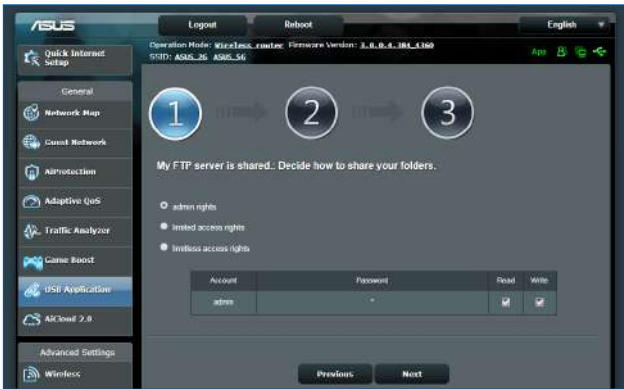 ASUS
Logout
Reboot
English
Quick Internet
Setup
Operation Mode: Wireless router Firmware Version: 3.0.0.4.384_4360
SSID: ASUS_2G ASUS_5G
App
General
Network Map
Guest Network
AiProtection
Adaptive QoS
Traffic Analyzer
Game Boost
USB Application
AiCloud 2.0
Advanced Settings
Wireless
1
2
3
My FTP server is shared.: Decide how to share your folders.
admin rights
limited access rights
limitless access rights
Account Password Read Write
admin *
Previous
Next